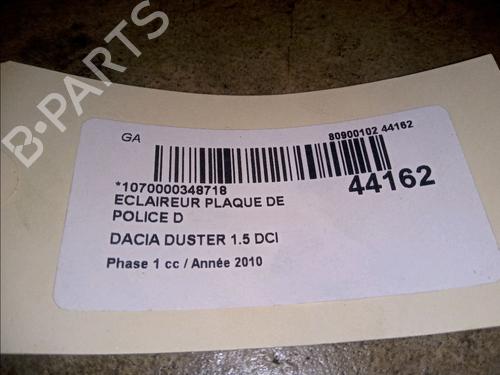 B-PARTS
GA
80900102 44162
*1070000348718
44162
ECLAIREUR PLAQUE DE
POLICE D
DACIA DUSTER 1.5 DCI
Phase 1 cc / Année 2010